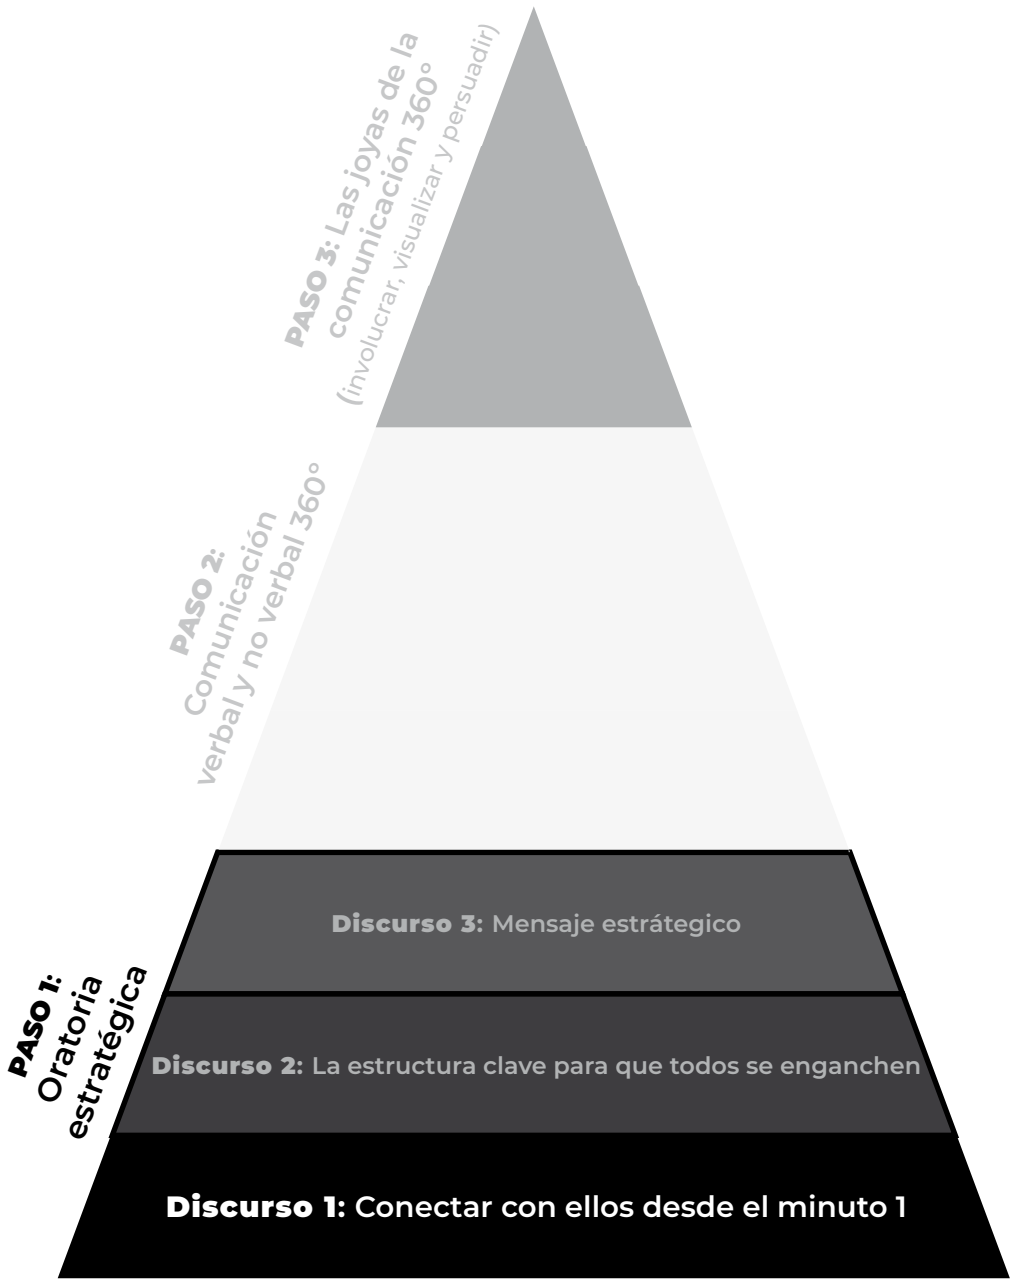 PASO 3: Las joyas de la
comunicación 360°
(involucrar, visualizar y persuadir)
PASO 2:
Comunicación
verbal y no verbal 360°
PASO 1:
Oratoria
estratégica
Discurso 3: Mensaje estrátegico
Discurso 2: La estructura clave para que todos se enganchen
Discurso 1: Conectar con ellos desde el minuto 1